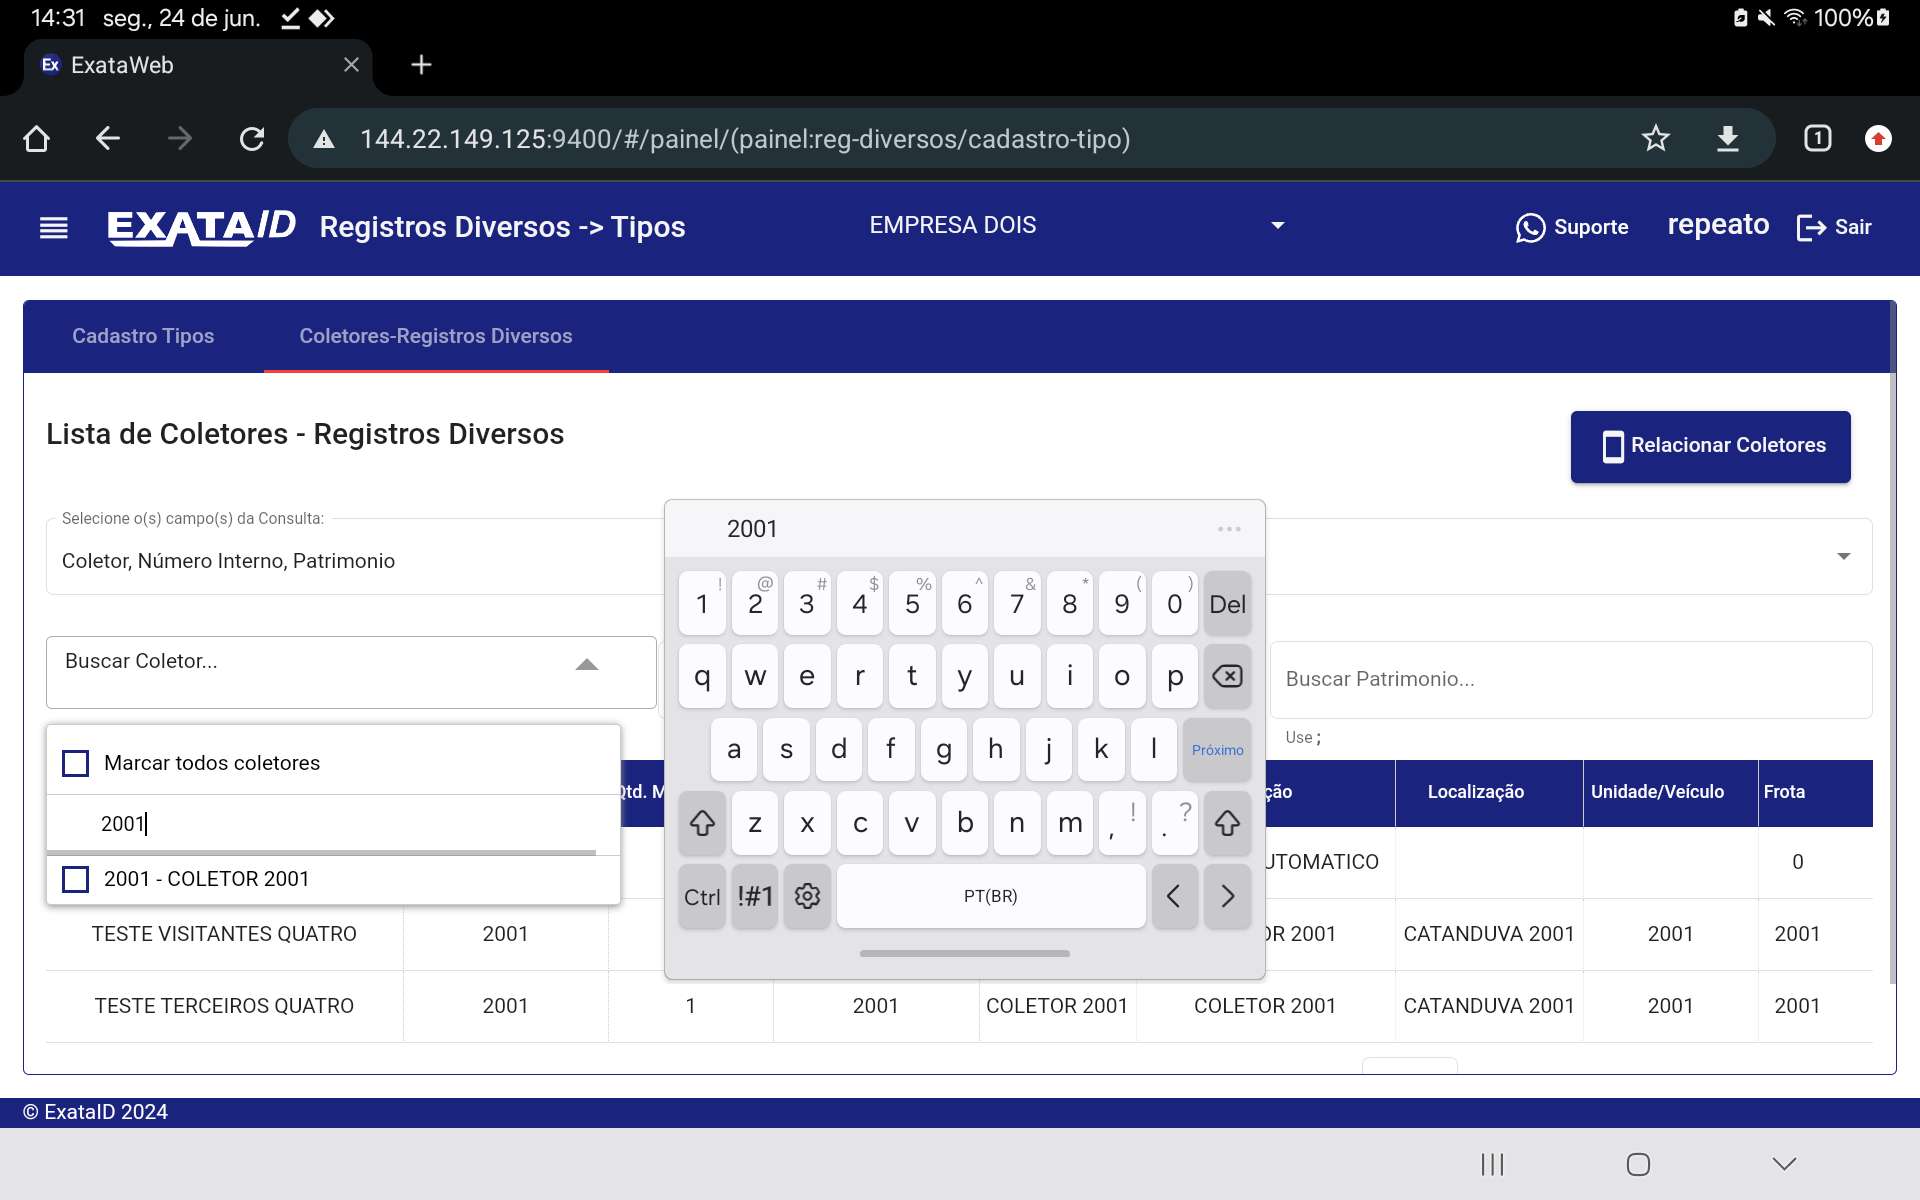 14:31 seg., 24 de jun. 100%
Ex ExataWeb
144.22.149.125:9400/#/painel/(painel:reg-diversos/cadastro-tipo) 1
EXATA/D Registros Diversos -> Tipos EMPRESA DOIS Suporte repeato Sair
Cadastro Tipos Coletores-Registros Diversos
Lista de Coletores - Registros Diversos
Relacionar Coletores
Selecione o(s) campo(s) da Consulta:
Coletor, Número Interno, Patrimonio
Buscar Coletor...
Buscar Patrimonio...
Use ;
Marcar todos coletores
2001
2001 - COLETOR 2001
Qtd. M ção Localização Unidade/Veículo Frota
UTOMATICO 0
TESTE VISITANTES QUATRO 2001 OR 2001 CATANDUVA 2001 2001 2001
TESTE TERCEIROS QUATRO 2001 1 2001 COLETOR 2001 COLETOR 2001 CATANDUVA 2001 2001 2001
2001 ...
! @ # $ % ^ & * ( )
1 2 3 4 5 6 7 8 9 0 Del
q w e r t y u i o p
a s d f g h j k l Próximo
z x c v b n m , ! . ?
Ctrl !#1 PT(BR) < >
© ExataID 2024